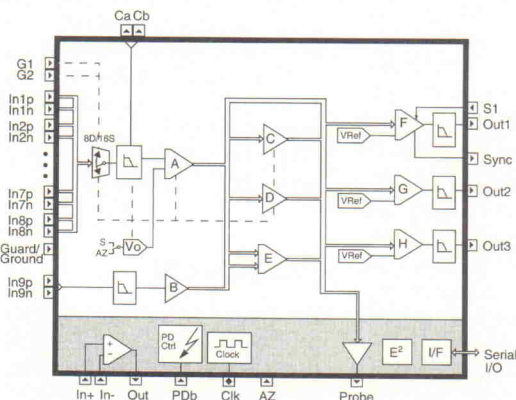 Ca Cb
G1
G2
In1p
In1n
In2p
In2n
In7p
In7n
In8p
In8n
Guard/
Ground
In9p
In9n
8D/16S
S
AZ
Vo
A
B
C
D
E
VRef
F
VRef
G
VRef
H
S1
Out1
Sync
Out2
Out3
+
-
PD
Ctrl
Clock
E²
I/F
Serial
I/O
In+ In- Out PDb Clk AZ Probe